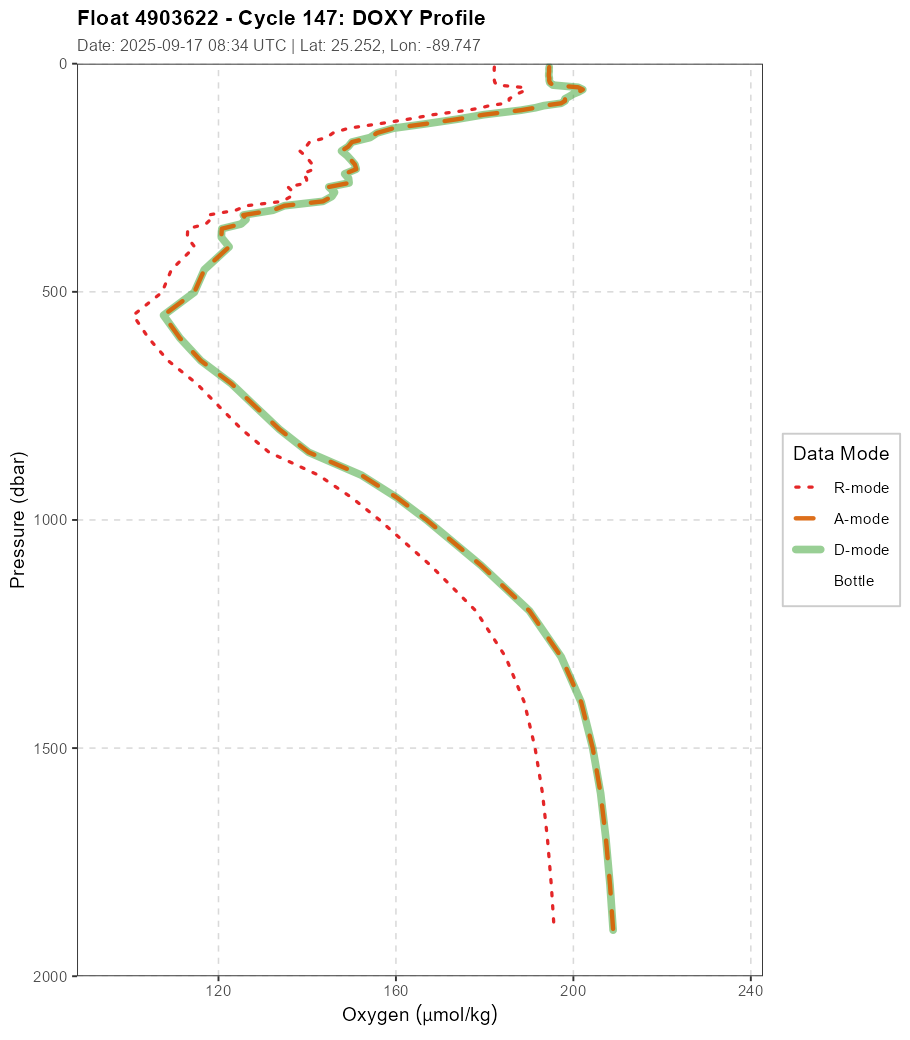 Float 4903622 - Cycle 147: DOXY Profile
Date: 2025-09-17 08:34 UTC | Lat: 25.252, Lon: -89.747
0
500
1000
1500
2000
Pressure (dbar)
120
160
200
240
Oxygen (µmol/kg)
Data Mode
R-mode
A-mode
D-mode
Bottle